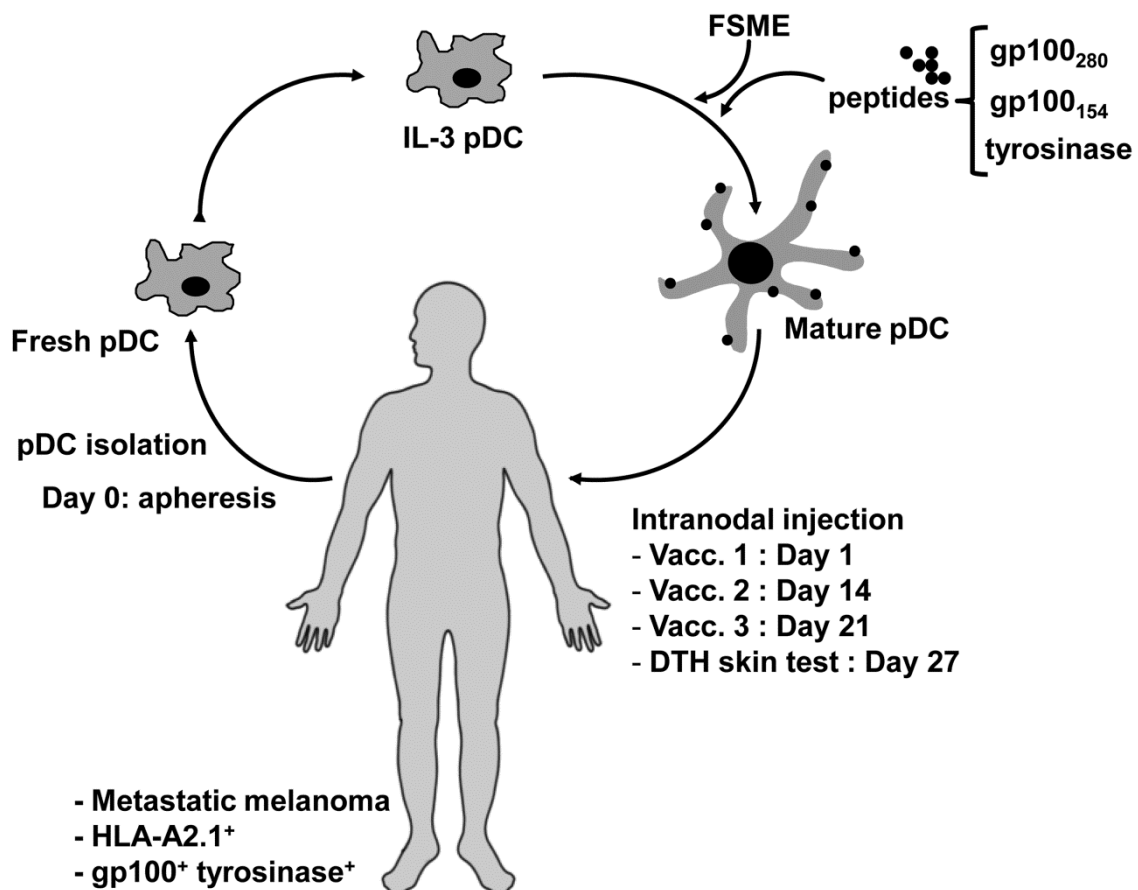 FSME
peptides
gp100280
gp100154
tyrosinase
IL-3 pDC
Fresh pDC
Mature pDC
pDC isolation
Day 0: apheresis
Intranodal injection
- Vacc. 1 : Day 1
- Vacc. 2 : Day 14
- Vacc. 3 : Day 21
- DTH skin test : Day 27
- Metastatic melanoma
- HLA-A2.1+
- gp100+ tyrosinase+